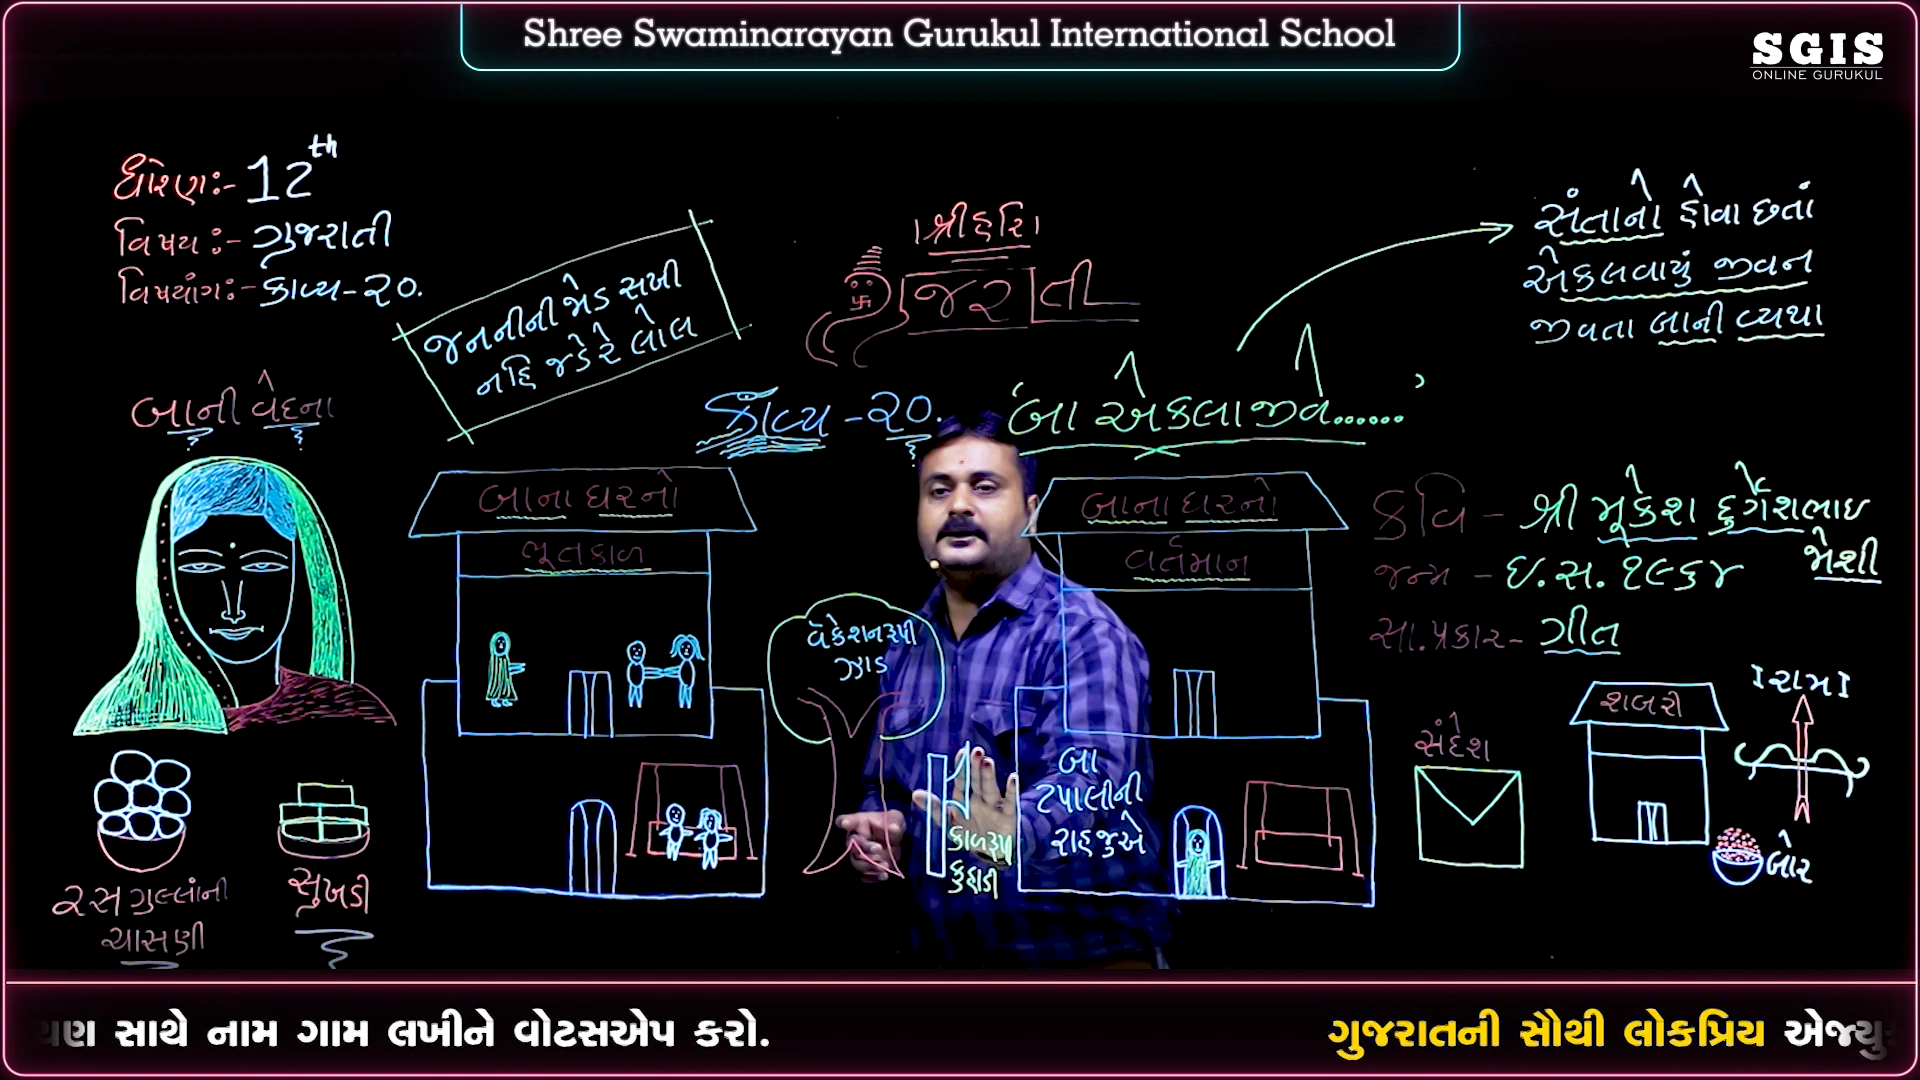 Shree Swaminarayan Gurukul International School
SGIS
ONLINE GURUKUL
ધોરણઃ- 12th
વિષયઃ- ગુજરાતી
વિષયાંગઃ- કાવ્ય-૨૦.
જનનીની જોડ સખી
નહિ જડે રે લોલ
।શ્રીહરિ।
ગુજરાતી
સંતાનો હોવા છતાં
એકલવાયું જીવન
જીવતા બાની વ્યથા
કાવ્ય - ૨૦. 'બા એકલા જીવે......'
બાની વેદના
બાના ઘરનો
ભૂતકાળ
વૅકેશનરૂપી
ઝાડ
કાળરૂપ
કુહાડી
બાના ઘરનો
વર્તમાન
બા
ટપાલીની
રાહ જુએ
કવિ - શ્રી મૂકેશ દુર્ગેશભાઇ
જોશી
જન્મ - ઇ.સ. ૧૯૬૪
સા.પ્રકાર- ગીત
સંદેશ
શબરી
।રામ।
બોર
રસગુલ્લાંની
ચાસણી
સુખડી
સાથે નામ ગામ લખીને વોટસએપ કરો.
ગુજરાતની સૌથી લોકપ્રિય